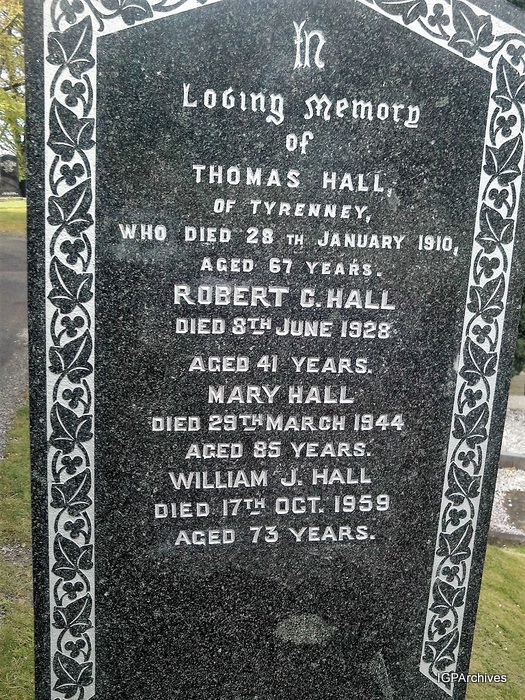 In
Loving Memory
of
THOMAS HALL,
OF TYRENNEY,
WHO DIED 28 TH JANUARY 1910,
AGED 67 YEARS.
ROBERT C. HALL
DIED 8TH JUNE 1928
AGED 41 YEARS.
MARY HALL
DIED 29TH MARCH 1944
AGED 85 YEARS.
WILLIAM J. HALL
DIED 17TH OCT. 1959
AGED 73 YEARS.
IGPArchives